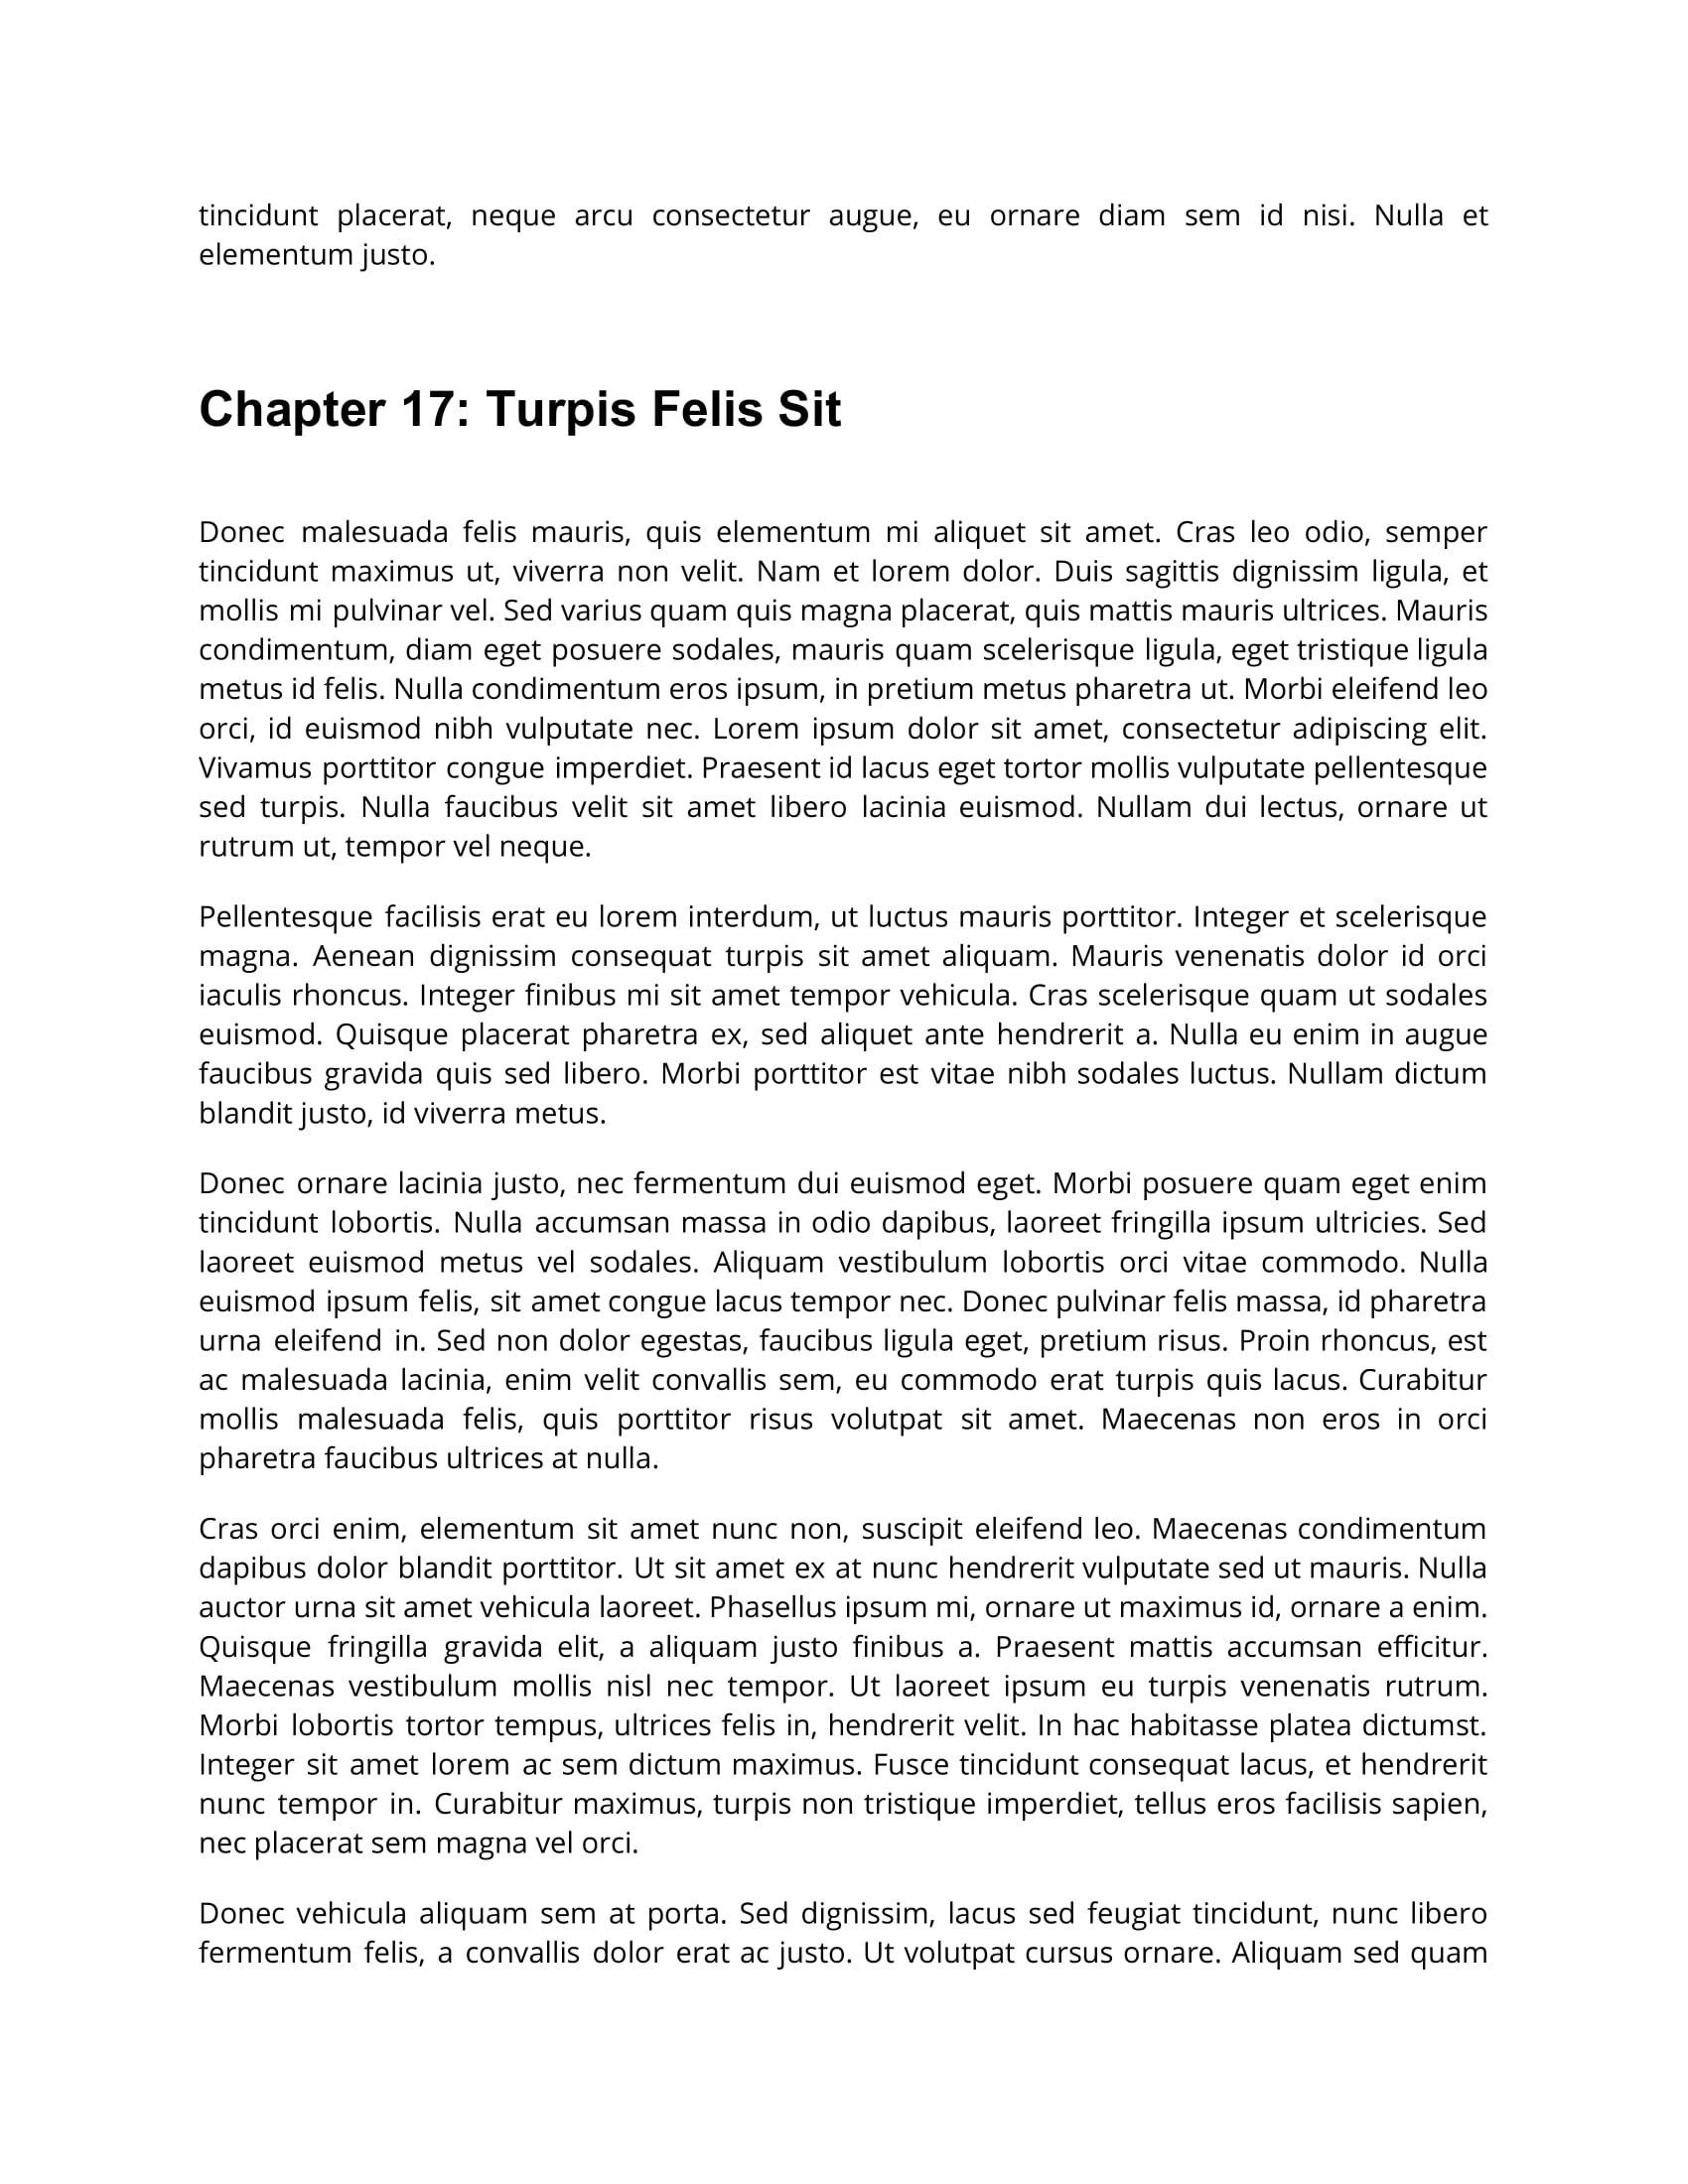 tincidunt placerat, neque arcu consectetur augue, eu ornare diam sem id nisi. Nulla et
elementum justo.
Chapter 17: Turpis Felis Sit
Donec malesuada felis mauris, quis elementum mi aliquet sit amet. Cras leo odio, semper
tincidunt maximus ut, viverra non velit. Nam et lorem dolor. Duis sagittis dignissim ligula, et
mollis mi pulvinar vel. Sed varius quam quis magna placerat, quis mattis mauris ultrices. Mauris
condimentum, diam eget posuere sodales, mauris quam scelerisque ligula, eget tristique ligula
metus id felis. Nulla condimentum eros ipsum, in pretium metus pharetra ut. Morbi eleifend leo
orci, id euismod nibh vulputate nec. Lorem ipsum dolor sit amet, consectetur adipiscing elit.
Vivamus porttitor congue imperdiet. Praesent id lacus eget tortor mollis vulputate pellentesque
sed turpis. Nulla faucibus velit sit amet libero lacinia euismod. Nullam dui lectus, ornare ut
rutrum ut, tempor vel neque.
Pellentesque facilisis erat eu lorem interdum, ut luctus mauris porttitor. Integer et scelerisque
magna. Aenean dignissim consequat turpis sit amet aliquam. Mauris venenatis dolor id orci
iaculis rhoncus. Integer finibus mi sit amet tempor vehicula. Cras scelerisque quam ut sodales
euismod. Quisque placerat pharetra ex, sed aliquet ante hendrerit a. Nulla eu enim in augue
faucibus gravida quis sed libero. Morbi porttitor est vitae nibh sodales luctus. Nullam dictum
blandit justo, id viverra metus.
Donec ornare lacinia justo, nec fermentum dui euismod eget. Morbi posuere quam eget enim
tincidunt lobortis. Nulla accumsan massa in odio dapibus, laoreet fringilla ipsum ultricies. Sed
laoreet euismod metus vel sodales. Aliquam vestibulum lobortis orci vitae commodo. Nulla
euismod ipsum felis, sit amet congue lacus tempor nec. Donec pulvinar felis massa, id pharetra
urna eleifend in. Sed non dolor egestas, faucibus ligula eget, pretium risus. Proin rhoncus, est
ac malesuada lacinia, enim velit convallis sem, eu commodo erat turpis quis lacus. Curabitur
mollis malesuada felis, quis porttitor risus volutpat sit amet. Maecenas non eros in orci
pharetra faucibus ultrices at nulla.
Cras orci enim, elementum sit amet nunc non, suscipit eleifend leo. Maecenas condimentum
dapibus dolor blandit porttitor. Ut sit amet ex at nunc hendrerit vulputate sed ut mauris. Nulla
auctor urna sit amet vehicula laoreet. Phasellus ipsum mi, ornare ut maximus id, ornare a enim.
Quisque fringilla gravida elit, a aliquam justo finibus a. Praesent mattis accumsan efficitur.
Maecenas vestibulum mollis nisl nec tempor. Ut laoreet ipsum eu turpis venenatis rutrum.
Morbi lobortis tortor tempus, ultrices felis in, hendrerit velit. In hac habitasse platea dictumst.
Integer sit amet lorem ac sem dictum maximus. Fusce tincidunt consequat lacus, et hendrerit
nunc tempor in. Curabitur maximus, turpis non tristique imperdiet, tellus eros facilisis sapien,
nec placerat sem magna vel orci.
Donec vehicula aliquam sem at porta. Sed dignissim, lacus sed feugiat tincidunt, nunc libero
fermentum felis, a convallis dolor erat ac justo. Ut volutpat cursus ornare. Aliquam sed quam